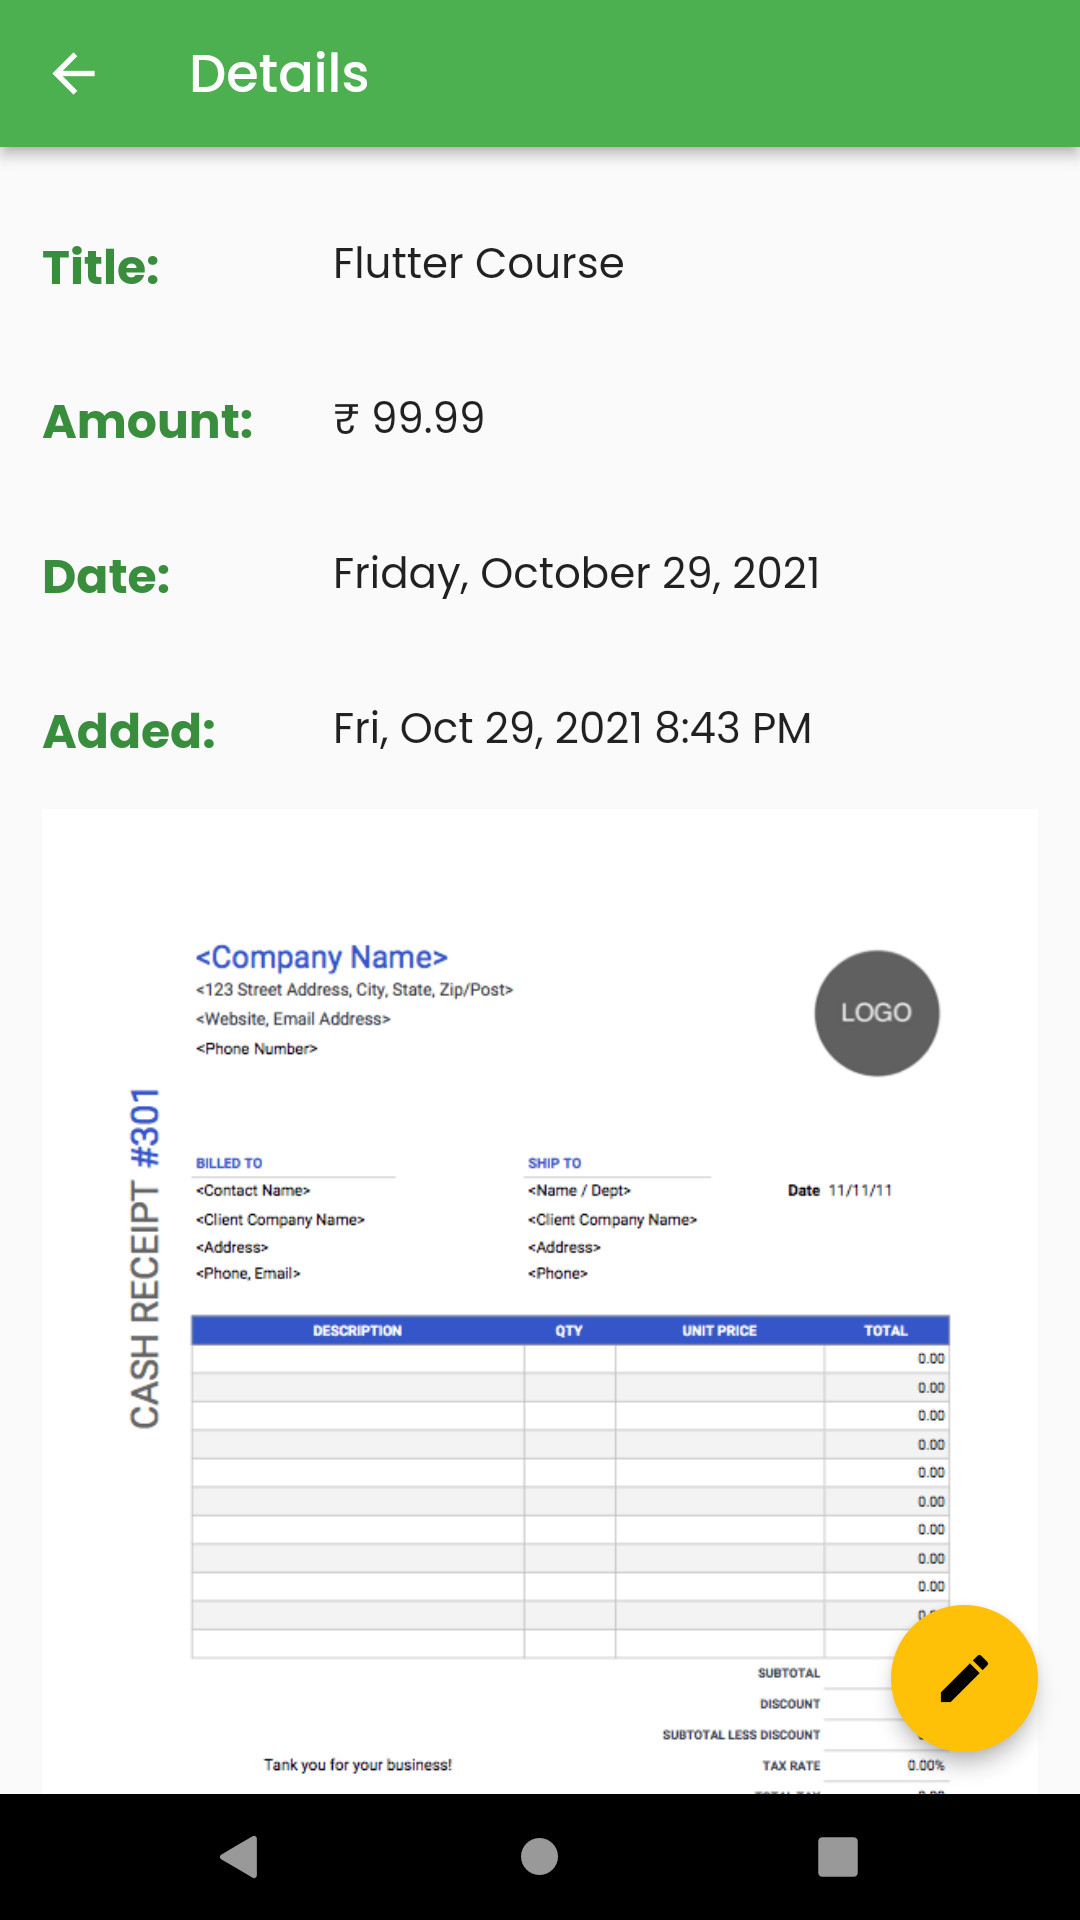 Details
Title: Flutter Course
Amount: ₹ 99.99
Date: Friday, October 29, 2021
Added: Fri, Oct 29, 2021 8:43 PM
<Company Name>
<123 Street Address, City, State, Zip/Post>
<Website, Email Address>
<Phone Number>
LOGO
CASH RECEIPT #301
BILLED TO SHIP TO
<Contact Name> <Name / Dept> Date 11/11/11
<Client Company Name> <Client Company Name>
<Address> <Address>
<Phone, Email> <Phone>
DESCRIPTION QTY UNIT PRICE TOTAL
0.00
0.00
0.00
0.00
0.00
0.00
0.00
0.00
0.00
SUBTOTAL
DISCOUNT
SUBTOTAL LESS DISCOUNT
Tank you for your business! TAX RATE 0.00%